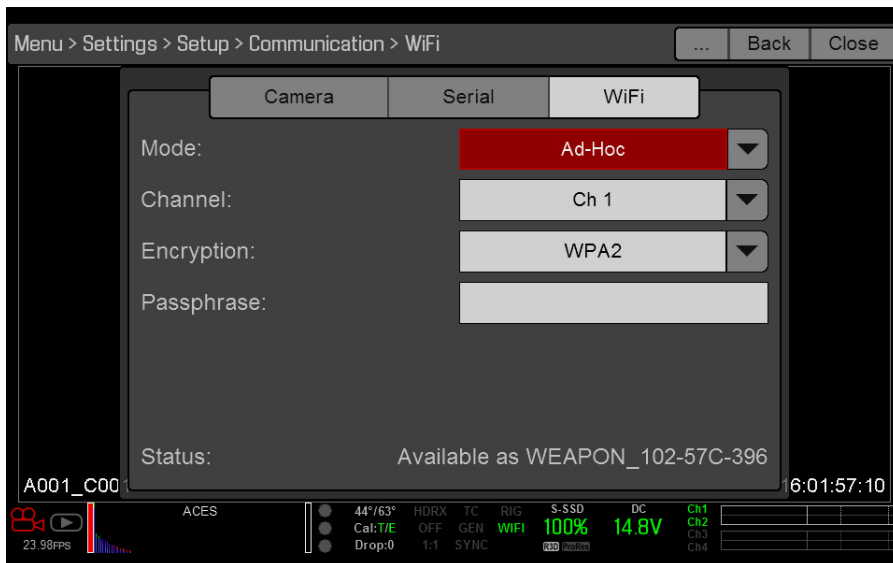 Menu > Settings > Setup > Communication > WiFi ... Back Close
Camera Serial WiFi
Mode: Ad-Hoc
Channel: Ch 1
Encryption: WPA2
Passphrase:
Status: Available as WEAPON_102-57C-396
A001_C00 6:01:57:10
ACES 44°/63° HDRX TC RIG S-SSD DC Ch1
Cal:T/E OFF GEN WIFI 100% 14.8V Ch2
23.98FPS Drop:0 1:1 SYNC R3D ProRes Ch3
Ch4